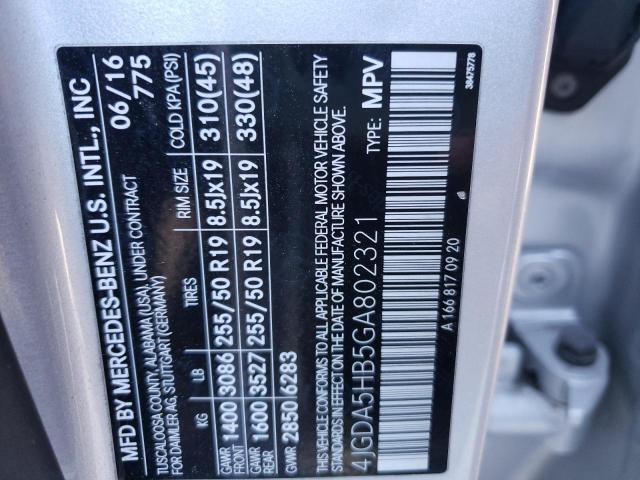 MFD BY MERCEDES-BENZ U.S. INTL., INC
TUSCALOOSA COUNTY, ALABAMA (USA), UNDER CONTRACT 06/16
FOR DAIMLER AG, STUTTGART (GERMANY) 775
KG LB TIRES RIM SIZE COLD KPA (PSI)
GAWR FRONT 1400 3086 255/50 R19 8.5Jx19 310(45)
GAWR REAR 1600 3527 255/50 R19 8.5Jx19 330(48)
GVWR 2850 6283
THIS VEHICLE CONFORMS TO ALL APPLICABLE FEDERAL MOTOR VEHICLE SAFETY
STANDARDS IN EFFECT ON THE DATE OF MANUFACTURE SHOWN ABOVE.
4JGDA5HB5GA802321 TYPE: MPV
A 166 817 09 20
38475778